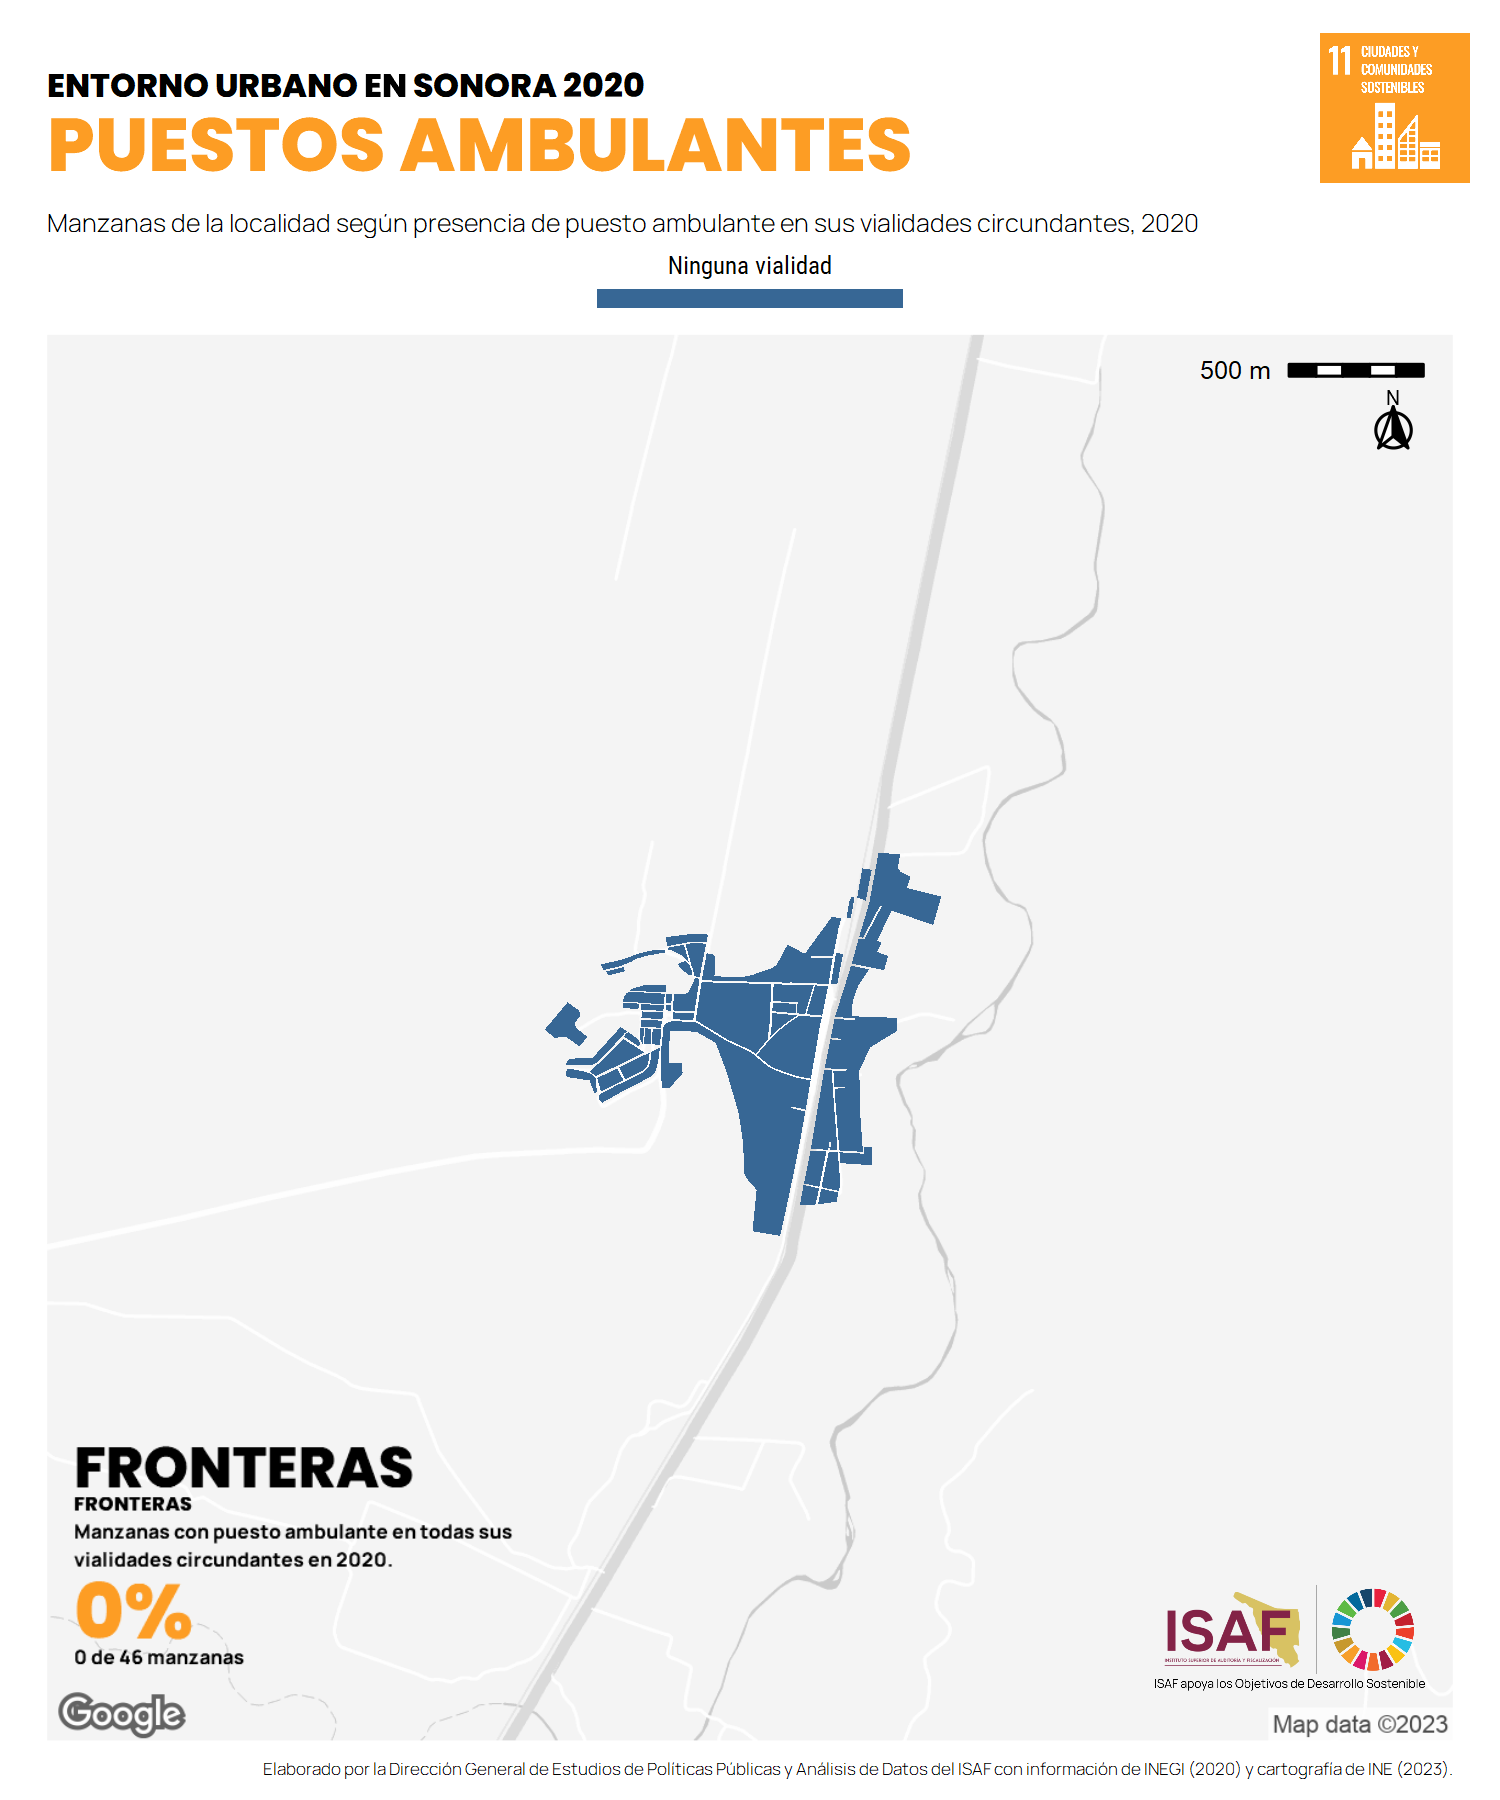 11 CIUDADES Y
COMUNIDADES
SOSTENIBLES
ENTORNO URBANO EN SONORA 2020
PUESTOS AMBULANTES
Manzanas de la localidad según presencia de puesto ambulante en sus vialidades circundantes, 2020
Ninguna vialidad
500 m
N
FRONTERAS
FRONTERAS
Manzanas con puesto ambulante en todas sus
vialidades circundantes en 2020.
0%
0 de 46 manzanas
ISAF
INSTITUTO SUPERIOR DE AUDITORÍA Y FISCALIZACIÓN
ISAF apoya los Objetivos de Desarrollo Sostenible
Google
Map data ©2023
Elaborado por la Dirección General de Estudios de Políticas Públicas y Análisis de Datos del ISAF con información de INEGI (2020) y cartografía de INE (2023).